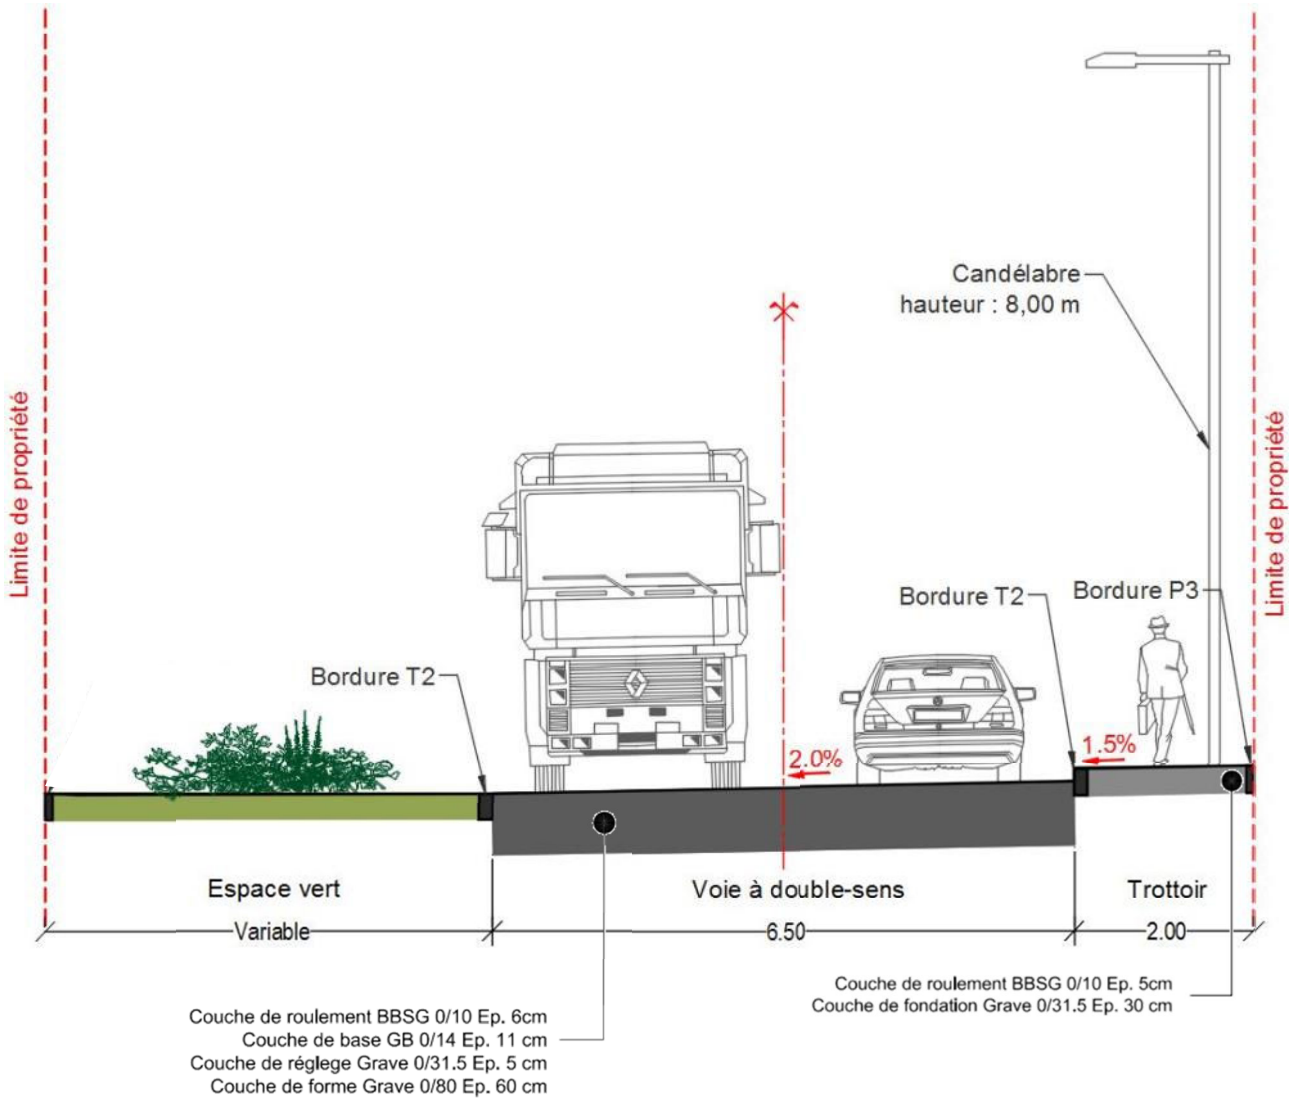 Candélabre
hauteur : 8,00 m
Limite de propriété
Limite de propriété
Bordure T2
Bordure P3
Bordure T2
2.0%
1.5%
Espace vert
Voie à double-sens
Trottoir
Variable
6.50
2.00
Couche de roulement BBSG 0/10 Ep. 5cm
Couche de fondation Grave 0/31.5 Ep. 30 cm
Couche de roulement BBSG 0/10 Ep. 6cm
Couche de base GB 0/14 Ep. 11 cm
Couche de réglege Grave 0/31.5 Ep. 5 cm
Couche de forme Grave 0/80 Ep. 60 cm